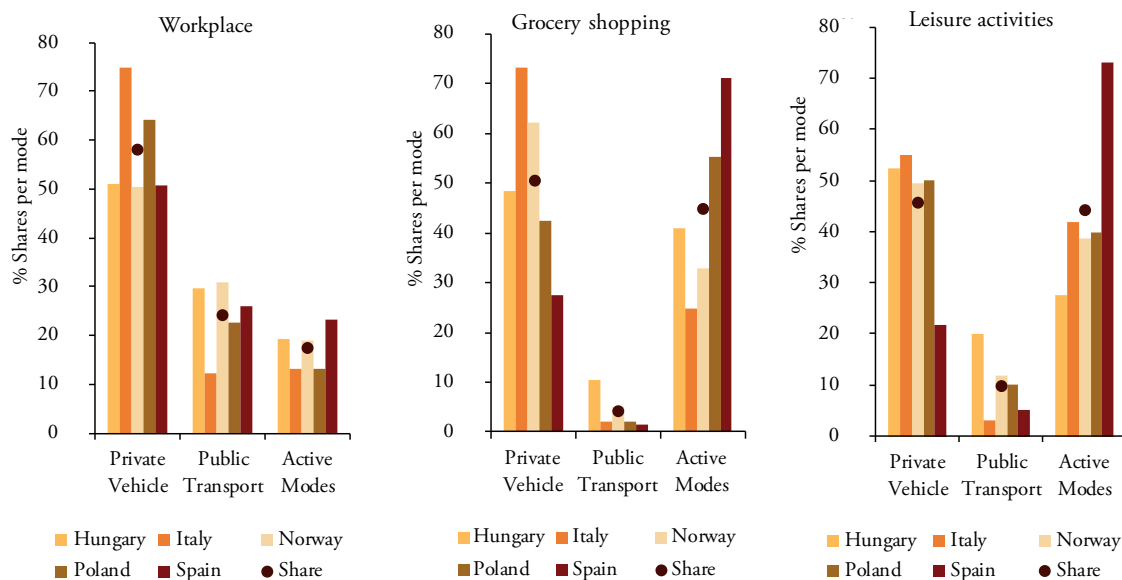 Workplace
% Shares per mode
80
70
60
50
40
30
20
10
0
Private Vehicle
Public Transport
Active Modes
Hungary Italy Norway
Poland Spain Share
Grocery shopping
% Shares per mode
80
70
60
50
40
30
20
10
0
Private Vehicle
Public Transport
Active Modes
Hungary Italy Norway
Poland Spain Share
Leisure activities
% Shares per mode
80
70
60
50
40
30
20
10
0
Private Vehicle
Public Transport
Active Modes
Hungary Italy Norway
Poland Spain Share